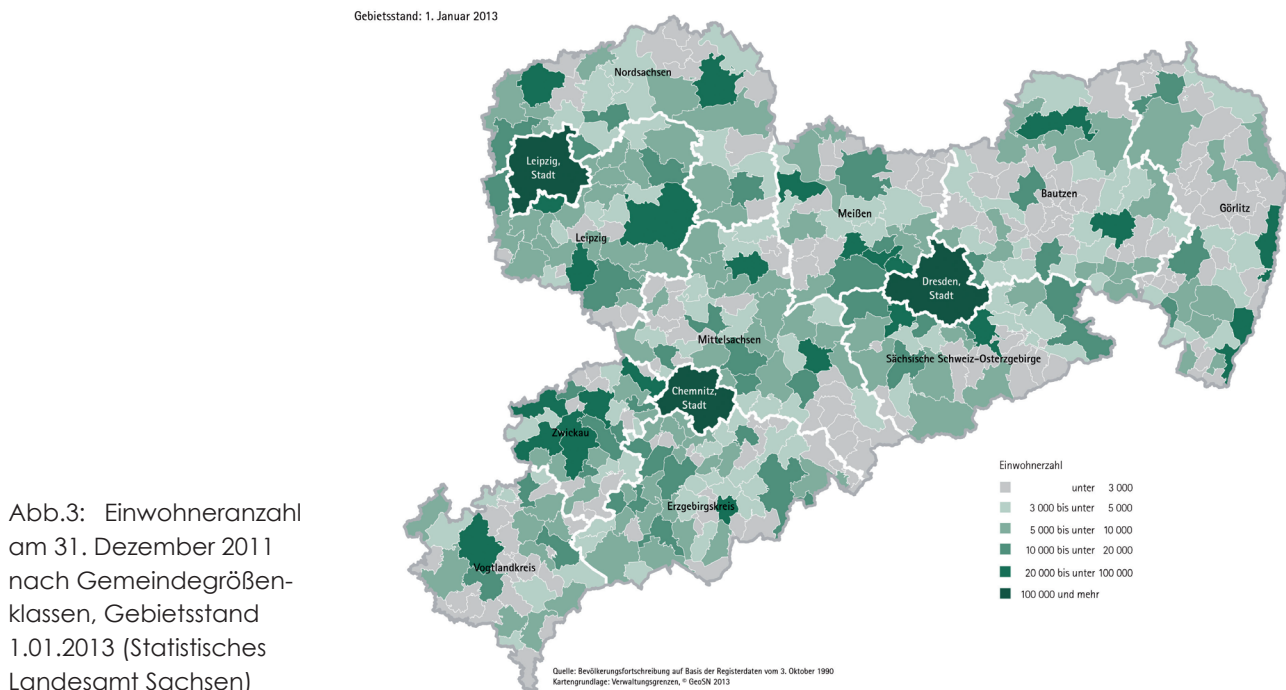 Gebietsstand: 1. Januar 2013
Nordsachsen
Leipzig,
Stadt
Leipzig
Meißen
Bautzen
Görlitz
Dresden,
Stadt
Mittelsachsen
Sächsische Schweiz-Osterzgebirge
Chemnitz,
Stadt
Zwickau
Erzgebirgskreis
Vogtlandkreis
Einwohnerzahl
unter 3 000
3 000 bis unter 5 000
5 000 bis unter 10 000
10 000 bis unter 20 000
20 000 bis unter 100 000
100 000 und mehr
Quelle: Bevölkerungsfortschreibung auf Basis der Registerdaten vom 3. Oktober 1990
Kartengrundlage: Verwaltungsgrenzen, © GeoSN 2013
Abb.3: Einwohneranzahl
am 31. Dezember 2011
nach Gemeindegrößen-
klassen, Gebietsstand
1.01.2013 (Statistisches
Landesamt Sachsen)